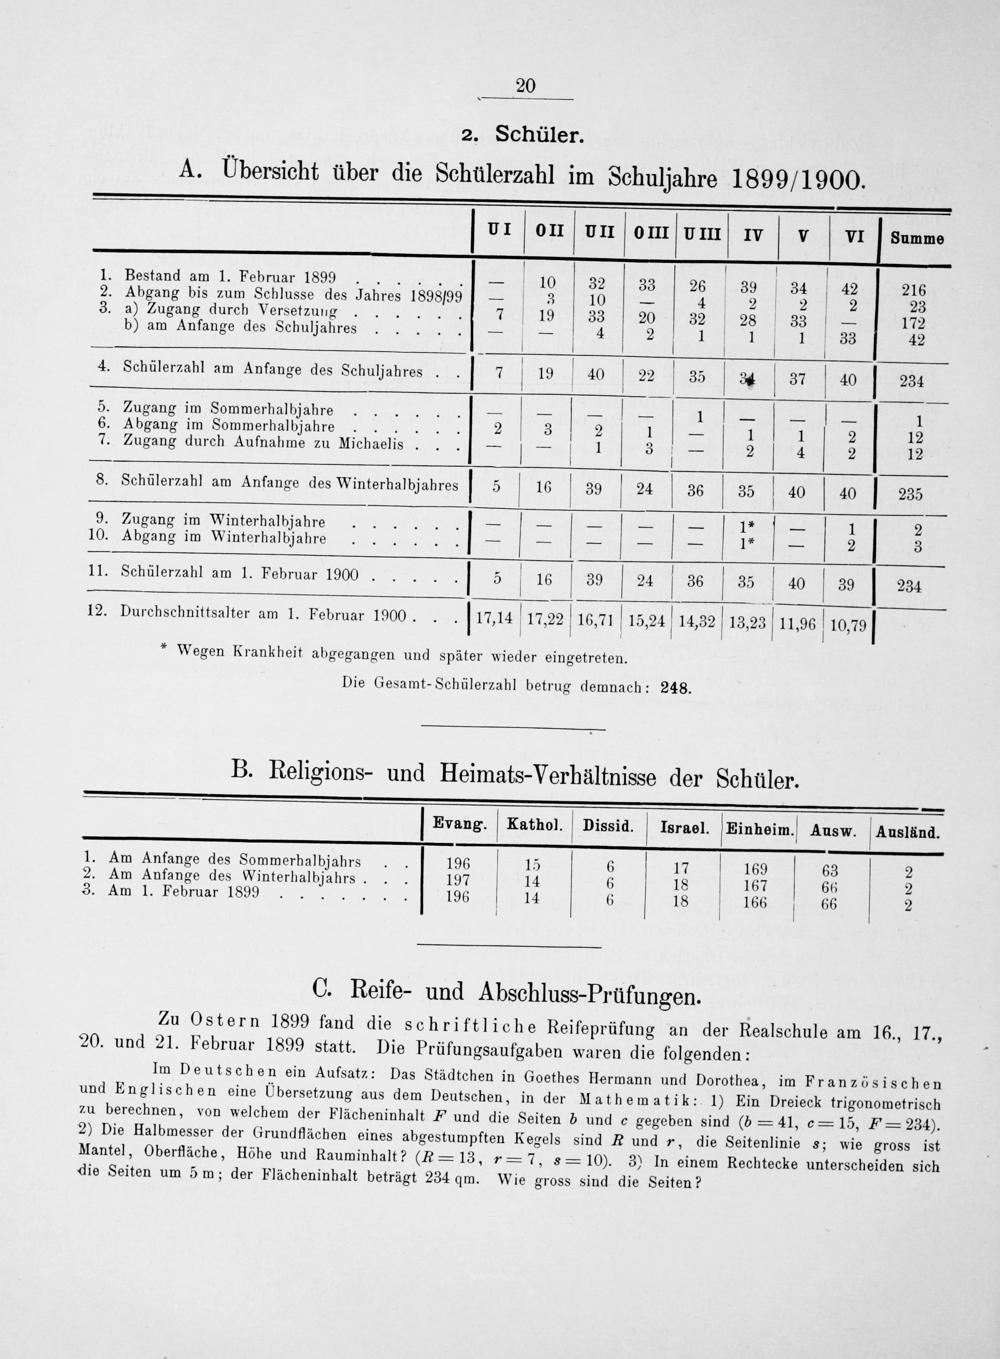 20
2. Schüler.
A. Übersicht über die Schülerzahl im Schuljahre 1899/1900.
U I O II U II O III U III IV V VI Summe
1. Bestand am 1. Februar 1899 . . . . . . — 10 32 33 26 39 34 42 216
2. Abgang bis zum Schlusse des Jahres 1898/99 — 3 10 — 4 2 2 2 23
3. a) Zugang durch Versetzung . . . . . . 7 19 33 20 32 28 33 — 172
b) am Anfange des Schuljahres . . . . . — — 4 2 1 1 1 33 42
4. Schülerzahl am Anfange des Schuljahres . . 7 19 40 22 35 34 37 40 234
5. Zugang im Sommerhalbjahre . . . . . . — — — — 1 — — — 1
6. Abgang im Sommerhalbjahre . . . . . . 2 3 2 1 — 1 1 2 12
7. Zugang durch Aufnahme zu Michaelis . . . — — 1 3 — 2 4 2 12
8. Schülerzahl am Anfange des Winterhalbjahres 5 16 39 24 36 35 40 40 235
9. Zugang im Winterhalbjahre . . . . . . — — — — — 1* — 1 2
10. Abgang im Winterhalbjahre . . . . . . — — — — — 1* — 2 3
11. Schülerzahl am 1. Februar 1900 . . . . . 5 16 39 24 36 35 40 39 234
12. Durchschnittsalter am 1. Februar 1900 . . . 17,14 17,22 16,71 15,24 14,32 13,23 11,96 10,79
* Wegen Krankheit abgegangen und später wieder eingetreten.
Die Gesamt-Schülerzahl betrug demnach: 248.
B. Religions- und Heimats-Verhältnisse der Schüler.
Evang. Kathol. Dissid. Israel. Einheim. Ausw. Ausländ.
1. Am Anfange des Sommerhalbjahrs . . 196 15 6 17 169 63 2
2. Am Anfange des Winterhalbjahrs . . . 197 14 6 18 167 66 2
3. Am 1. Februar 1899 . . . . . . . 196 14 6 18 166 66 2
C. Reife- und Abschluss-Prüfungen.
Zu Ostern 1899 fand die schriftliche Reifeprüfung an der Realschule am 16., 17.,
20. und 21. Februar 1899 statt. Die Prüfungsaufgaben waren die folgenden:
Im Deutschen ein Aufsatz: Das Städtchen in Goethes Hermann und Dorothea, im Französischen
und Englischen eine Übersetzung aus dem Deutschen, in der Mathematik: 1) Ein Dreieck trigonometrisch
zu berechnen, von welchem der Flächeninhalt F und die Seiten b und c gegeben sind (b = 41, c = 15, F = 234).
2) Die Halbmesser der Grundflächen eines abgestumpften Kegels sind R und r, die Seitenlinie s; wie gross ist
Mantel, Oberfläche, Höhe und Rauminhalt? (R = 13, r = 7, s = 10). 3) In einem Rechtecke unterscheiden sich
die Seiten um 5 m; der Flächeninhalt beträgt 234 qm. Wie gross sind die Seiten?